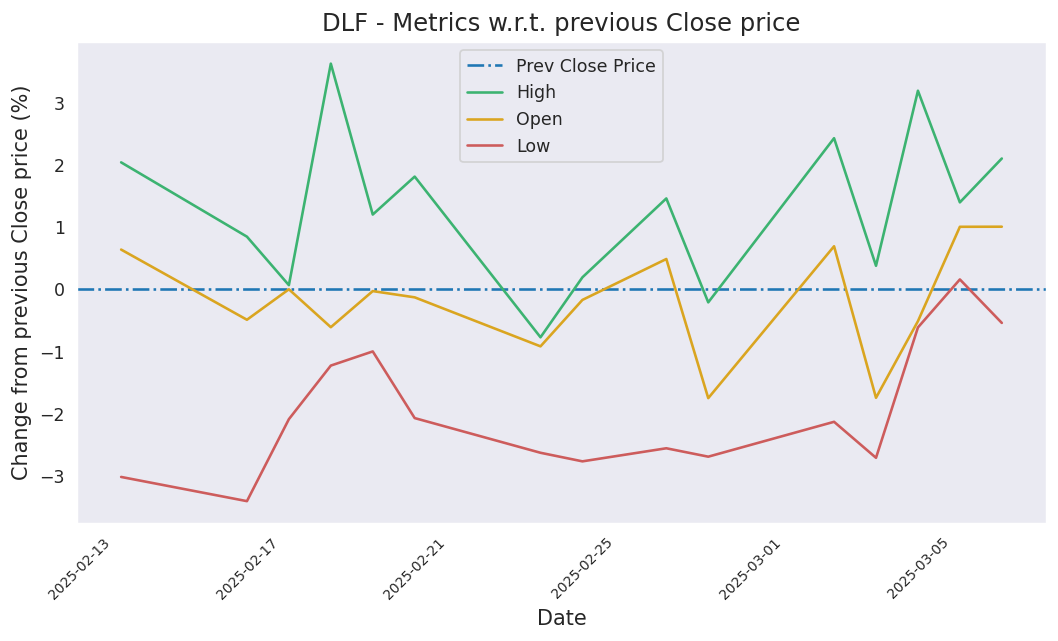 DLF - Metrics w.r.t. previous Close price
Prev Close Price
High
Open
Low
Change from previous Close price (%)
3
2
1
0
−1
−2
−3
2025-02-13
2025-02-17
2025-02-21
2025-02-25
2025-03-01
2025-03-05
Date